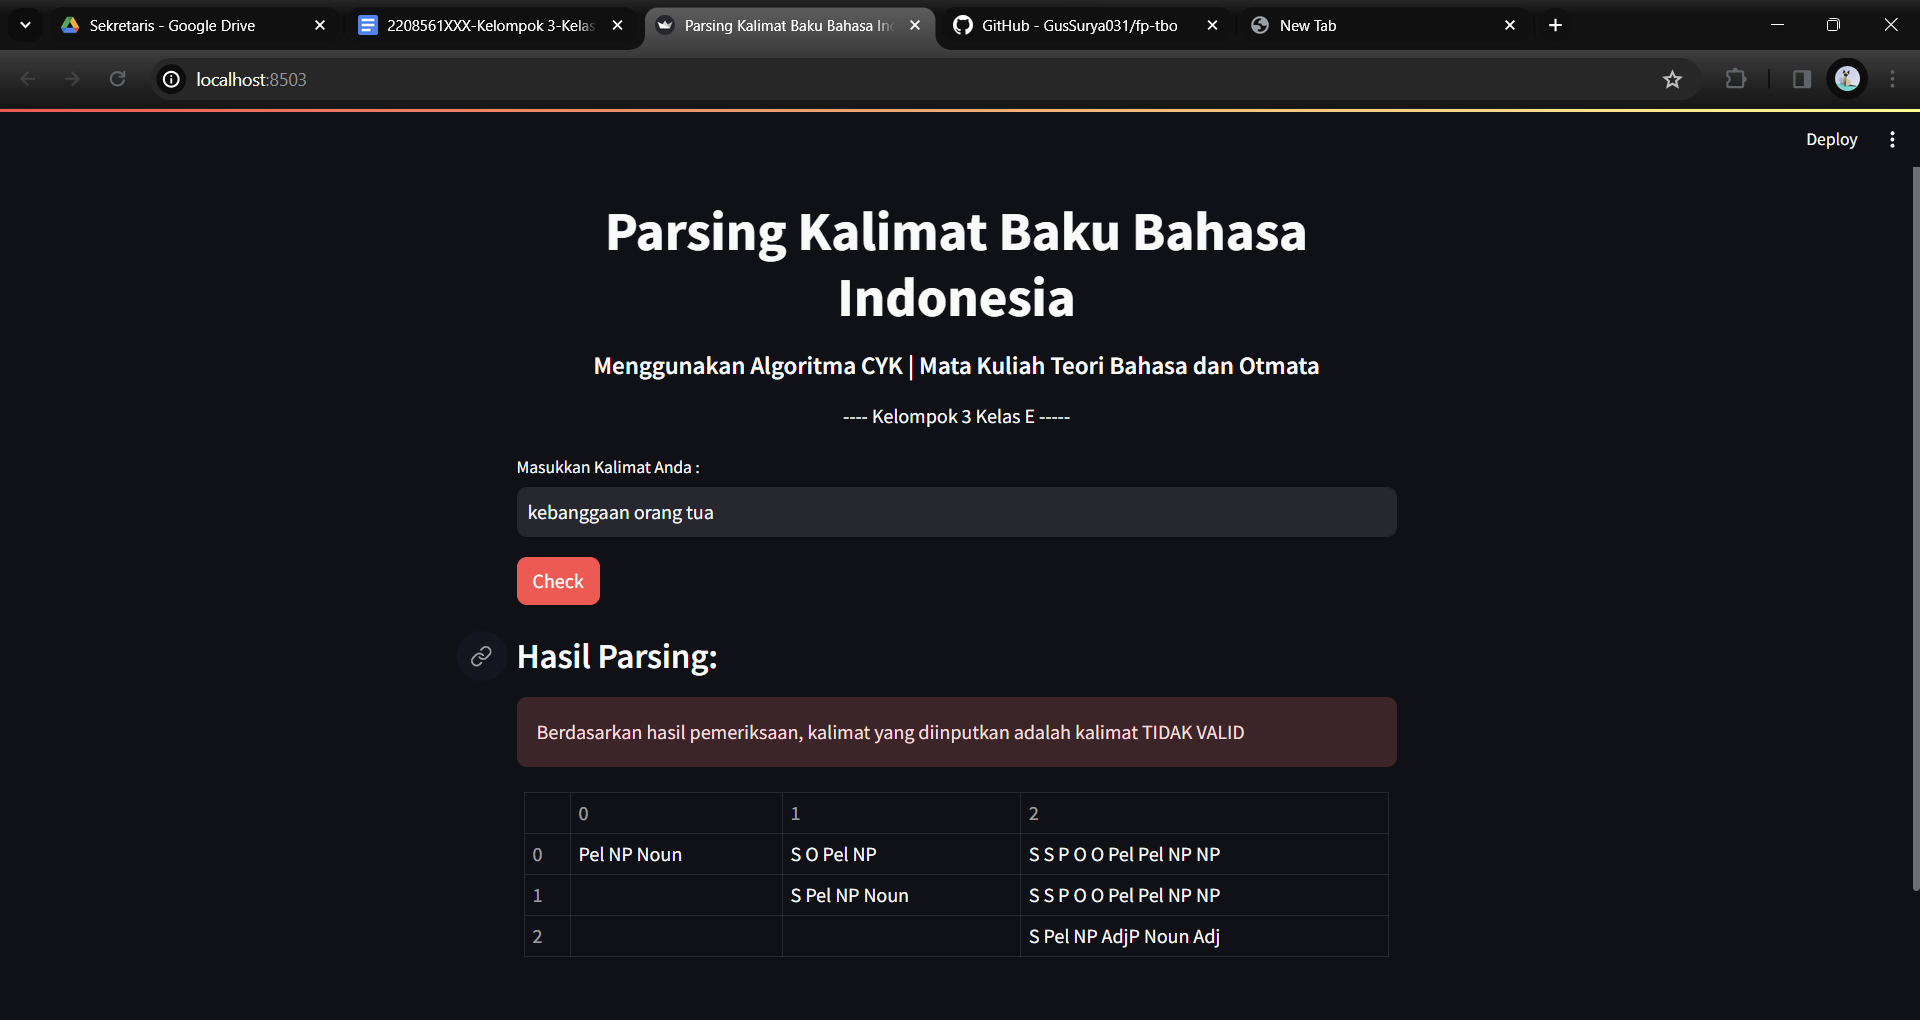 Sekretaris - Google Drive
2208561XXX-Kelompok 3-Kelas
Parsing Kalimat Baku Bahasa In
GitHub - GusSurya031/fp-tbo
New Tab
localhost:8503
Deploy
Parsing Kalimat Baku Bahasa
Indonesia
Menggunakan Algoritma CYK | Mata Kuliah Teori Bahasa dan Otmata
---- Kelompok 3 Kelas E -----
Masukkan Kalimat Anda :
kebanggaan orang tua
Check
Hasil Parsing:
Berdasarkan hasil pemeriksaan, kalimat yang diinputkan adalah kalimat TIDAK VALID
0 1 2
0 Pel NP Noun S O Pel NP S S P O O Pel Pel NP NP
1 S Pel NP Noun S S P O O Pel Pel NP NP
2 S Pel NP AdjP Noun Adj